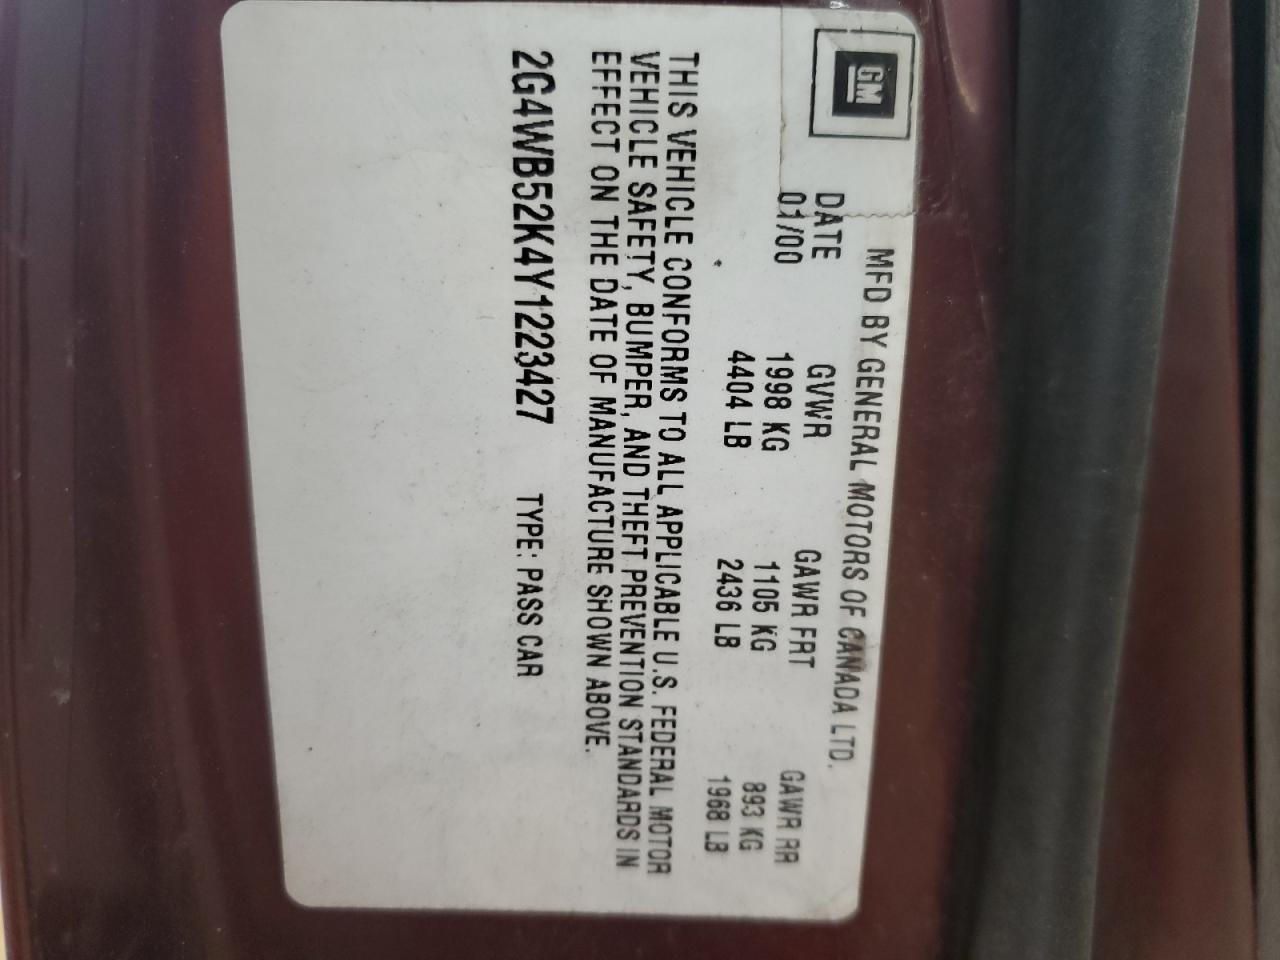 GM
MFD BY GENERAL MOTORS OF CANADA LTD.
DATE GVWR GAWR FRT GAWR RR
01/00 1998 KG 1105 KG 893 KG
4404 LB 2436 LB 1968 LB
THIS VEHICLE CONFORMS TO ALL APPLICABLE U.S. FEDERAL MOTOR
VEHICLE SAFETY, BUMPER, AND THEFT PREVENTION STANDARDS IN
EFFECT ON THE DATE OF MANUFACTURE SHOWN ABOVE.
2G4WB52K4Y1223427 TYPE: PASS CAR